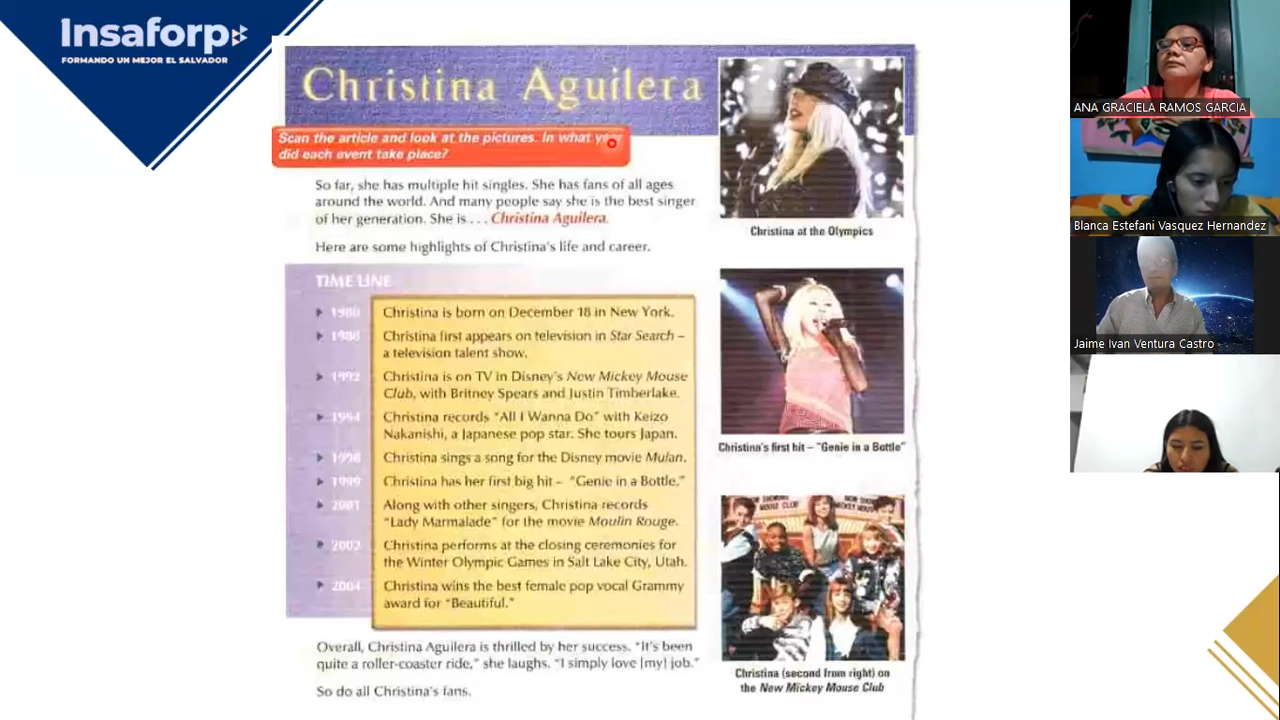 Insaforp
FORMANDO UN MEJOR EL SALVADOR
Christina Aguilera
Scan the article and look at the pictures. In what year
did each event take place?
So far, she has multiple hit singles. She has fans of all ages
around the world. And many people say she is the best singer
of her generation. She is . . . Christina Aguilera.
Here are some highlights of Christina's life and career.
TIME LINE
1980 Christina is born on December 18 in New York.
1988 Christina first appears on television in Star Search –
a television talent show.
1992 Christina is on TV in Disney's New Mickey Mouse
Club, with Britney Spears and Justin Timberlake.
1994 Christina records "All I Wanna Do" with Keizo
Nakanishi, a Japanese pop star. She tours Japan.
1998 Christina sings a song for the Disney movie Mulan.
1999 Christina has her first big hit – "Genie in a Bottle."
2001 Along with other singers, Christina records
"Lady Marmalade" for the movie Moulin Rouge.
2002 Christina performs at the closing ceremonies for
the Winter Olympic Games in Salt Lake City, Utah.
2004 Christina wins the best female pop vocal Grammy
award for "Beautiful."
Overall, Christina Aguilera is thrilled by her success. "It's been
quite a roller-coaster ride," she laughs. "I simply love [my] job."
So do all Christina's fans.
Christina at the Olympics
Christina's first hit – "Genie in a Bottle"
Christina (second from right) on
the New Mickey Mouse Club
ANA GRACIELA RAMOS GARCIA
Blanca Estefani Vasquez Hernandez
Jaime Ivan Ventura Castro